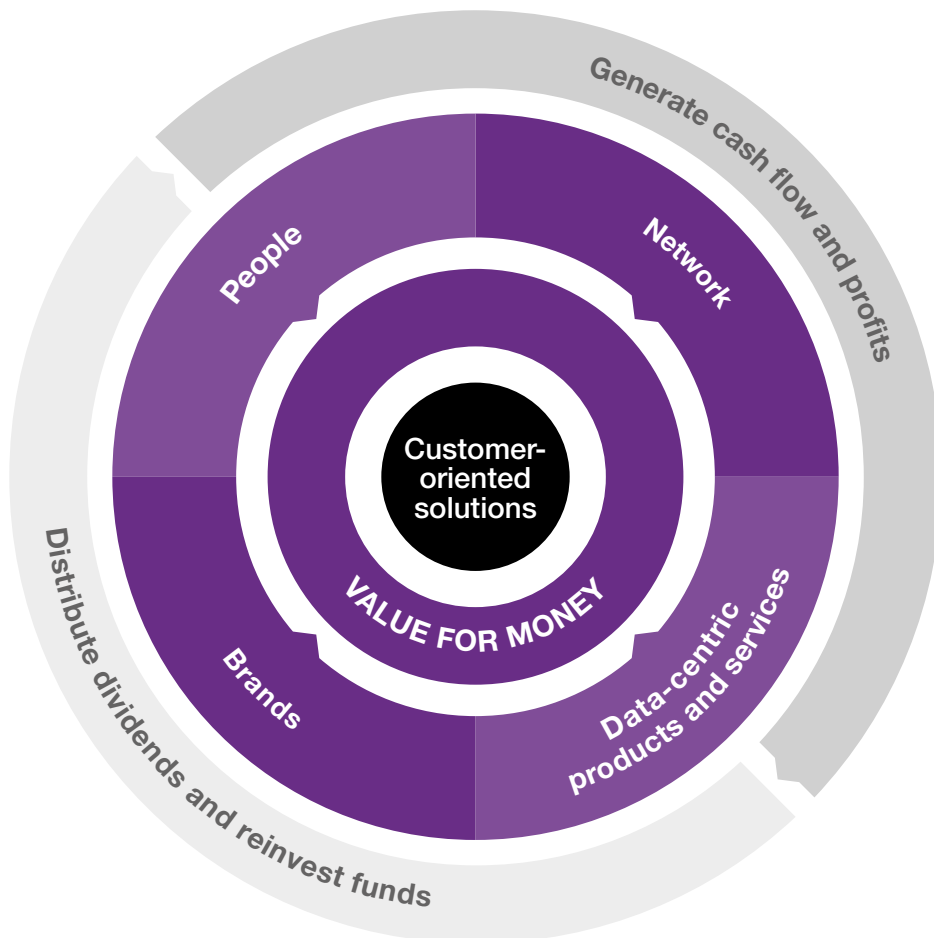 Generate cash flow and profits
People
Network
Customer-
oriented
solutions
VALUE FOR MONEY
Brands
Data-centric
products and services
Distribute dividends and reinvest funds